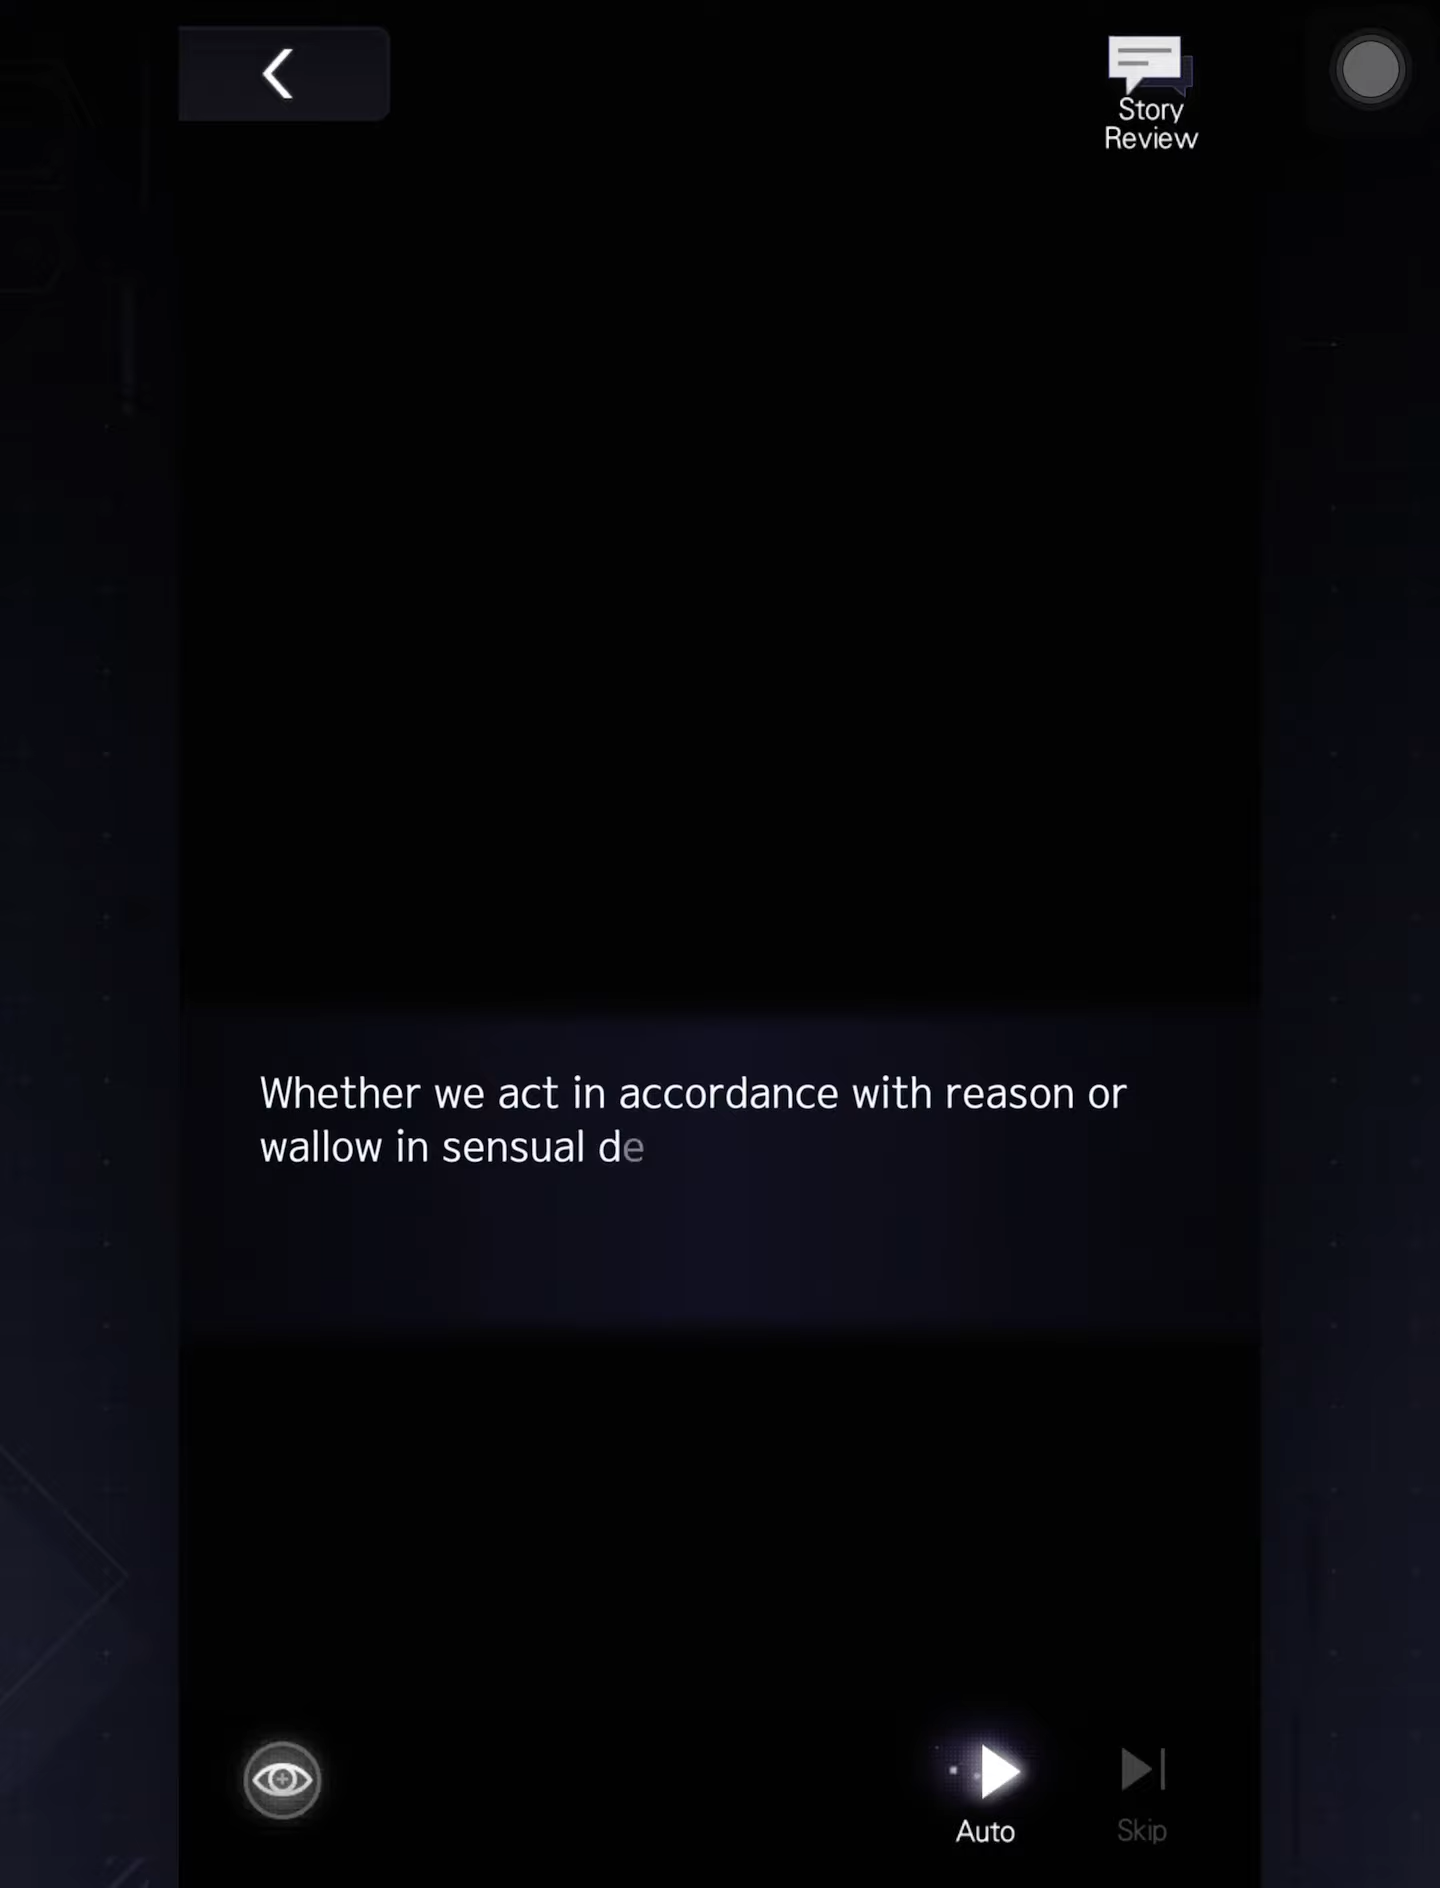 Story
Review
Whether we act in accordance with reason or
wallow in sensual de
Auto
Skip